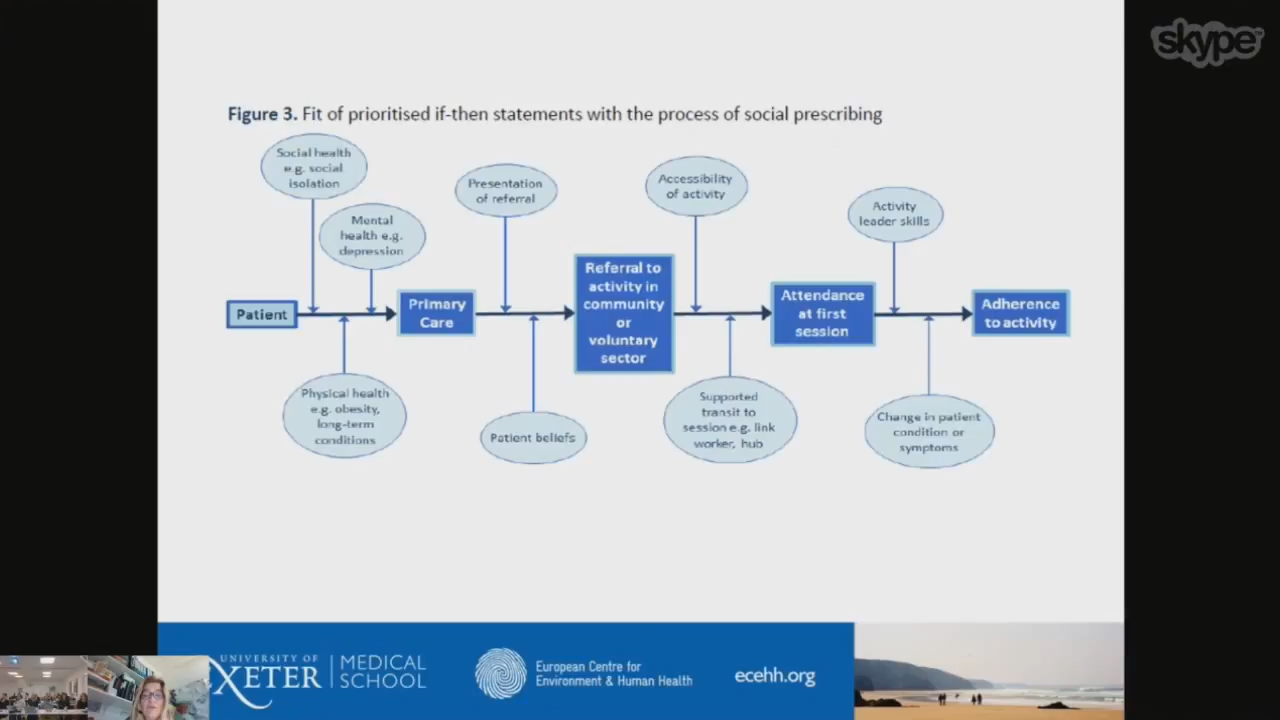 skype
Figure 3. Fit of prioritised if-then statements with the process of social prescribing
Social health
e.g. social
isolation
Mental
health e.g.
depression
Presentation
of referral
Accessibility
of activity
Activity
leader skills
Patient
Primary
Care
Referral to
activity in
community
or
voluntary
sector
Attendance
at first
session
Adherence
to activity
Physical health
e.g. obesity,
long-term
conditions
Patient beliefs
Supported
transit to
session e.g. link
worker, hub
Change in patient
condition or
symptoms
UNIVERSITY OF
EXETER
MEDICAL
SCHOOL
European Centre for
Environment & Human Health
ecehh.org